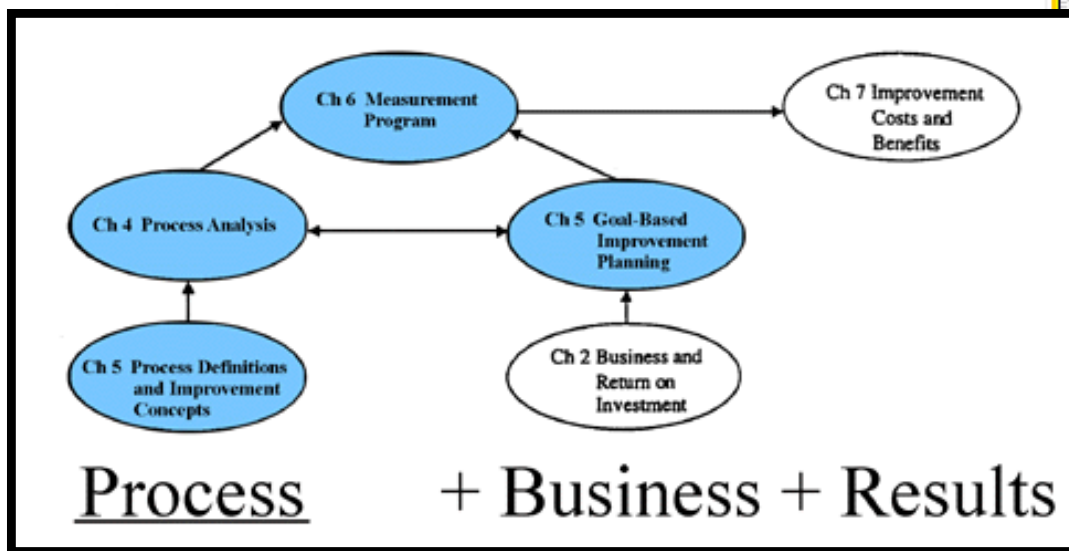 Ch 6 Measurement
Program
Ch 7 Improvement
Costs and
Benefits
Ch 4 Process Analysis
Ch 5 Goal-Based
Improvement
Planning
Ch 5 Process Definitions
and Improvement
Concepts
Ch 2 Business and
Return on
Investment
Process + Business + Results